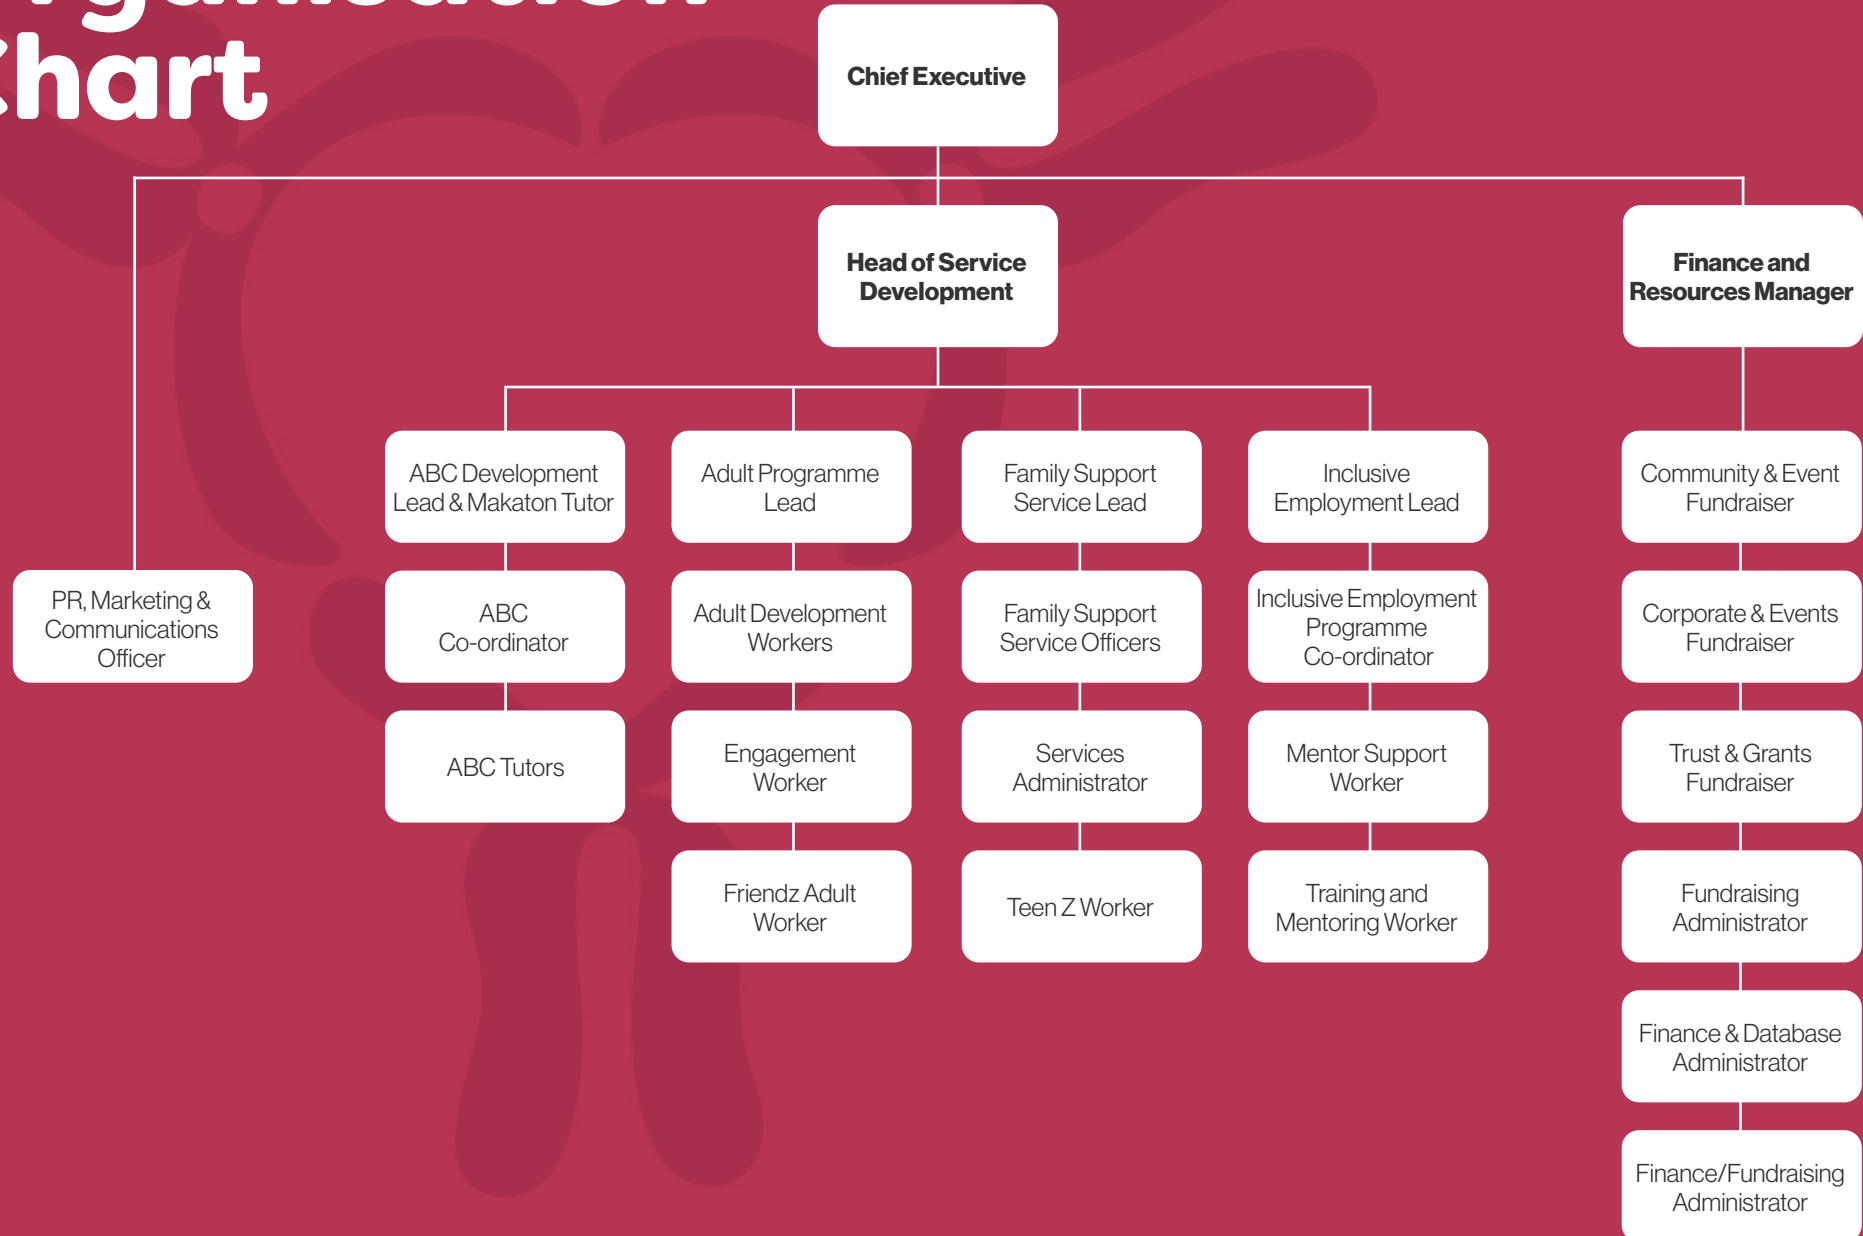 Chart
Chief Executive
Head of Service
Development
Finance and
Resources Manager
PR, Marketing &
Communications
Officer
ABC Development
Lead & Makaton Tutor
ABC
Co-ordinator
ABC Tutors
Adult Programme
Lead
Adult Development
Workers
Engagement
Worker
Friendz Adult
Worker
Family Support
Service Lead
Family Support
Service Officers
Services
Administrator
Teen Z Worker
Inclusive
Employment Lead
Inclusive Employment
Programme
Co-ordinator
Mentor Support
Worker
Training and
Mentoring Worker
Community & Event
Fundraiser
Corporate & Events
Fundraiser
Trust & Grants
Fundraiser
Fundraising
Administrator
Finance & Database
Administrator
Finance/Fundraising
Administrator